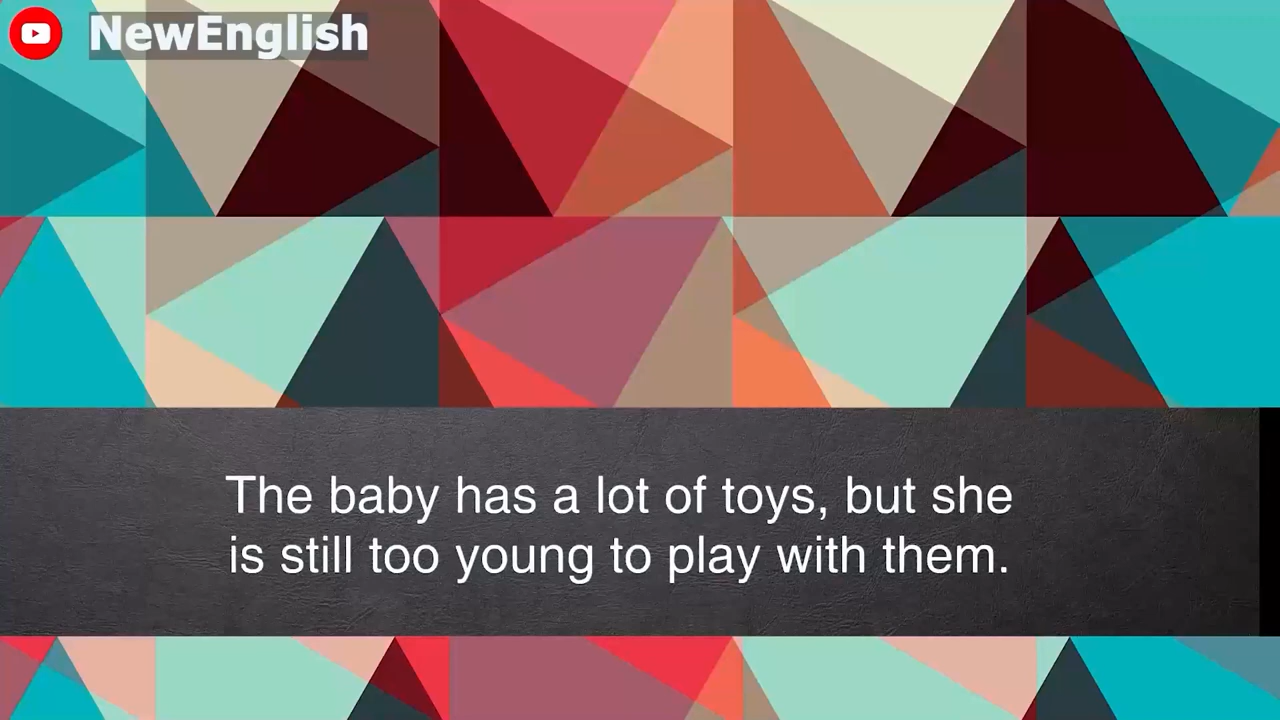 NewEnglish
The baby has a lot of toys, but she
is still too young to play with them.